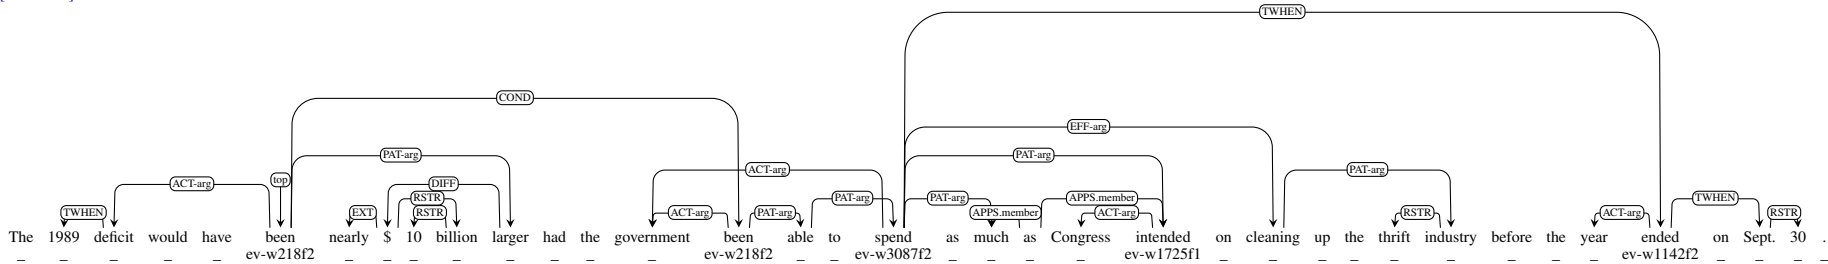 TWHEN
COND
EFF-arg
PAT-arg PAT-arg
ACT-arg PAT-arg
ACT-arg top DIFF
RSTR PAT-arg PAT-arg APPS.member TWHEN
TWHEN EXT RSTR ACT-arg PAT-arg APPS.member ACT-arg RSTR ACT-arg RSTR
The 1989 deficit would have been nearly $ 10 billion larger had the government been able to spend as much as Congress intended on cleaning up the thrift industry before the year ended on Sept. 30 .
_ _ _ _ _ ev-w218f2 _ _ _ _ _ _ _ _ ev-w218f2 _ _ ev-w3087f2 _ _ _ _ ev-w1725f1 _ _ _ _ _ _ _ _ _ ev-w1142f2 _ _ _ _